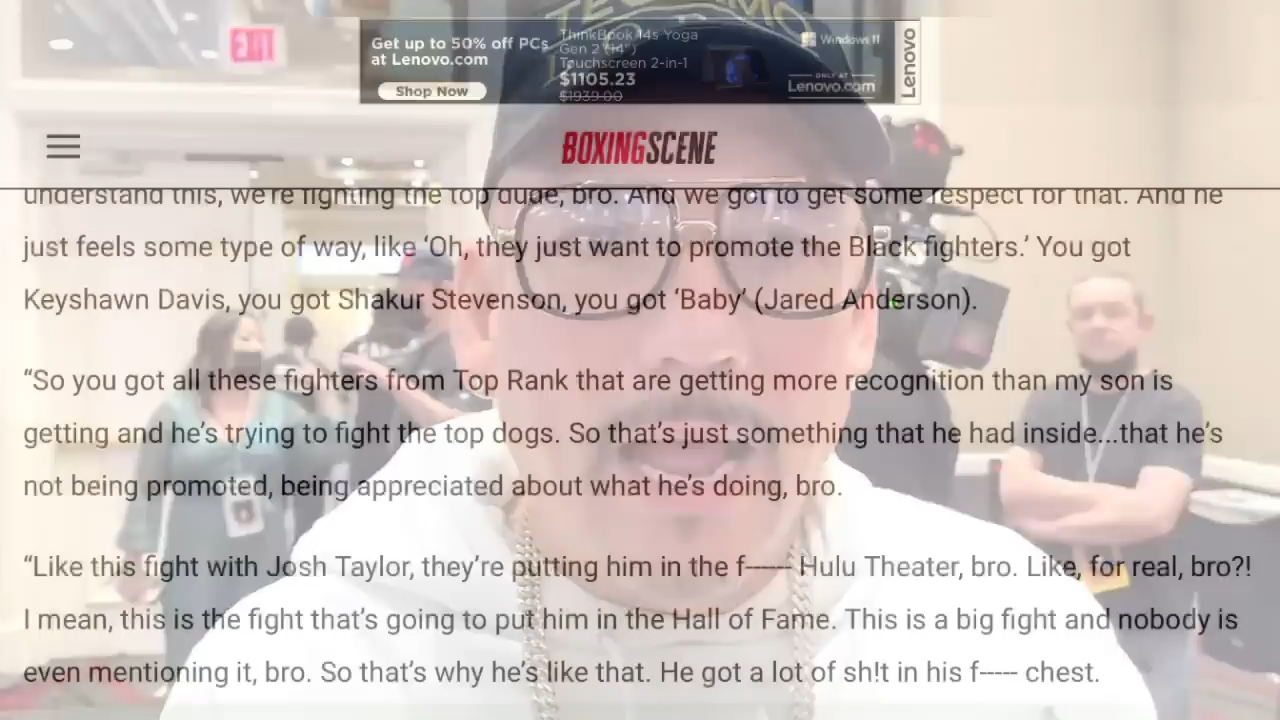 TEOFIMO
EXIT
Get up to 50% off PCs
at Lenovo.com
Shop Now
ThinkBook 14s Yoga
Gen 2 (14")
Touchscreen 2-in-1
$1105.23
$1939.00
Windows 11
ONLY AT
Lenovo.com
Lenovo
BOXINGSCENE
understand this, we're fighting the top dude, bro. And we got to get some respect for that. And he
just feels some type of way, like ‘Oh, they just want to promote the Black fighters.’ You got
Keyshawn Davis, you got Shakur Stevenson, you got ‘Baby’ (Jared Anderson).
“So you got all these fighters from Top Rank that are getting more recognition than my son is
getting and he’s trying to fight the top dogs. So that’s just something that he had inside...that he’s
not being promoted, being appreciated about what he’s doing, bro.
“Like this fight with Josh Taylor, they’re putting him in the f----- Hulu Theater, bro. Like, for real, bro?!
I mean, this is the fight that’s going to put him in the Hall of Fame. This is a big fight and nobody is
even mentioning it, bro. So that’s why he’s like that. He got a lot of sh!t in his f----- chest.